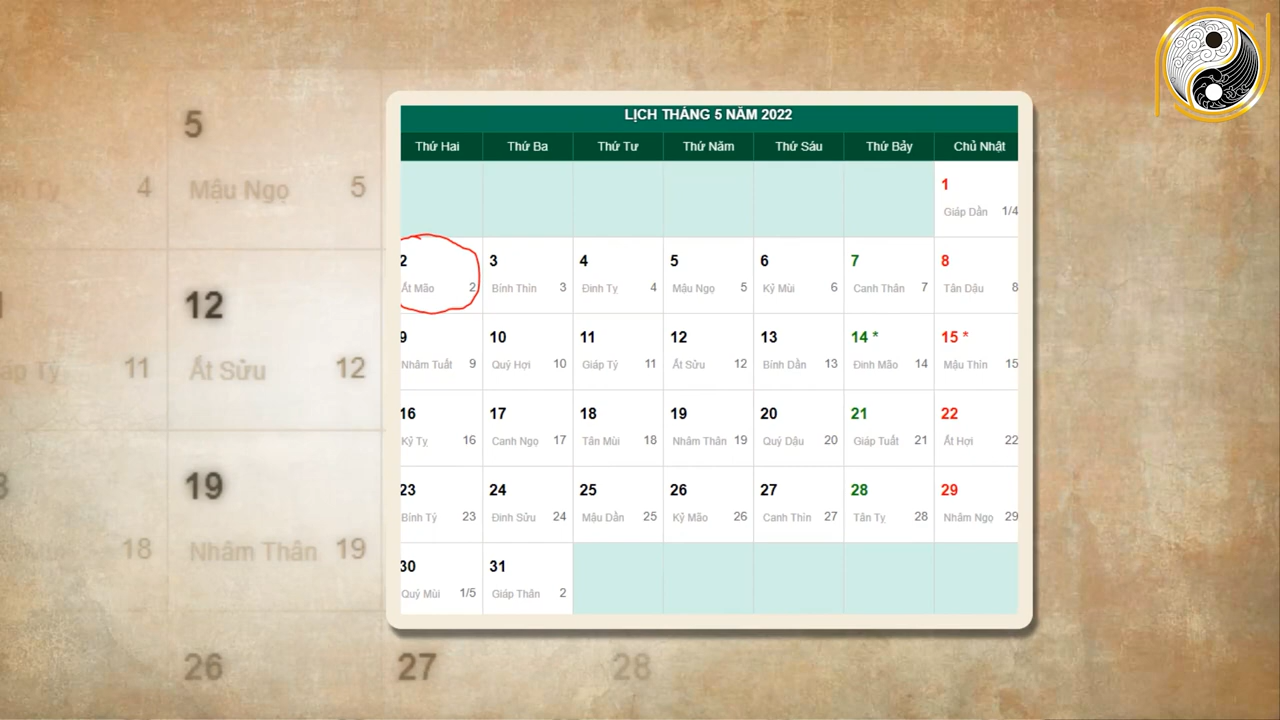 LỊCH THÁNG 5 NĂM 2022
Thứ Hai Thứ Ba Thứ Tư Thứ Năm Thứ Sáu Thứ Bảy Chủ Nhật
1
Giáp Dần 1/4
2 3 4 5 6 7 8
Ất Mão 2 Bính Thìn 3 Đinh Tỵ 4 Mậu Ngọ 5 Kỷ Mùi 6 Canh Thân 7 Tân Dậu 8
9 10 11 12 13 14 * 15 *
Nhâm Tuất 9 Quý Hợi 10 Giáp Tý 11 Ất Sửu 12 Bính Dần 13 Đinh Mão 14 Mậu Thìn 15
16 17 18 19 20 21 22
Kỷ Tỵ 16 Canh Ngọ 17 Tân Mùi 18 Nhâm Thân 19 Quý Dậu 20 Giáp Tuất 21 Ất Hợi 22
23 24 25 26 27 28 29
Bính Tý 23 Đinh Sửu 24 Mậu Dần 25 Kỷ Mão 26 Canh Thìn 27 Tân Tỵ 28 Nhâm Ngọ 29
30 31
Quý Mùi 1/5 Giáp Thân 2
5
4 Mậu Ngọ 5
12
11 Ất Sửu 12
19
18 Nhâm Thân 19
26 27 28